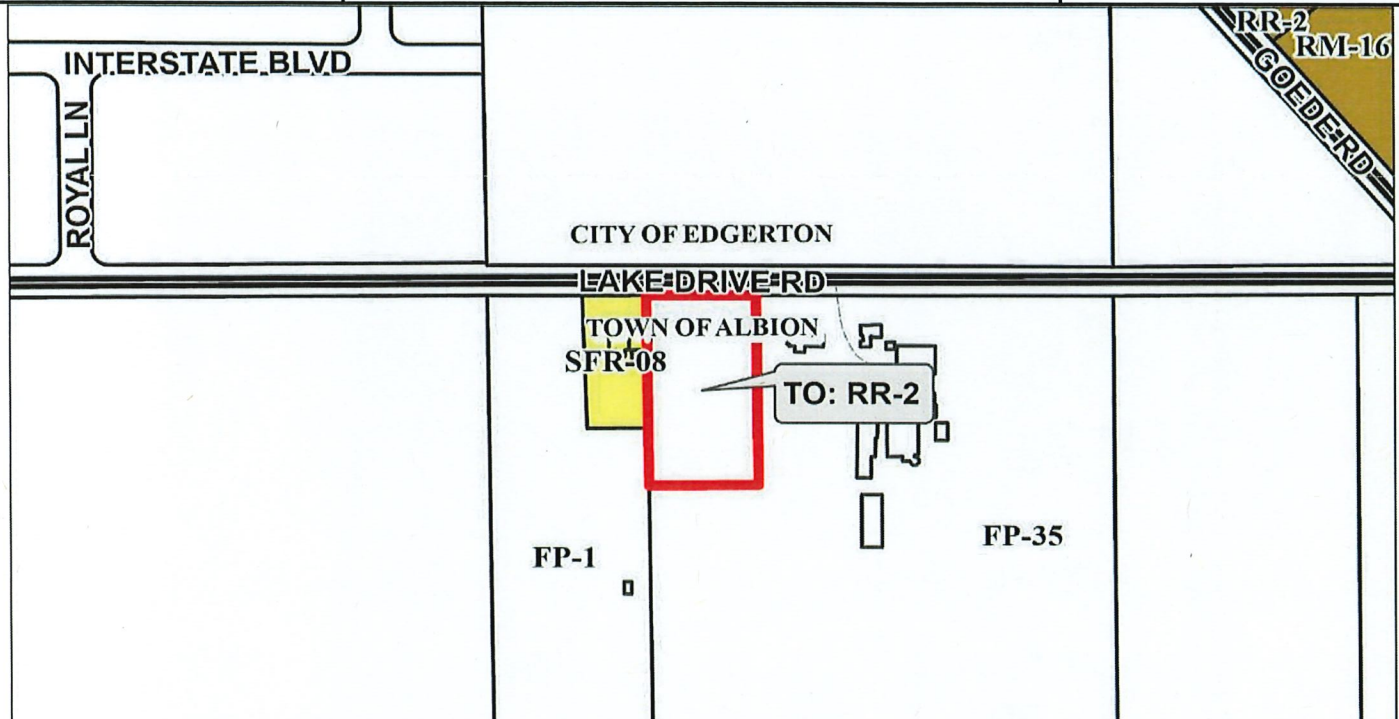 RR-2
RM-16
INTERSTATE BLVD
GOEDE RD
ROYAL LN
CITY OF EDGERTON
LAKE DRIVE RD
TOWN OF ALBION
SFR-08
TO: RR-2
FP-35
FP-1